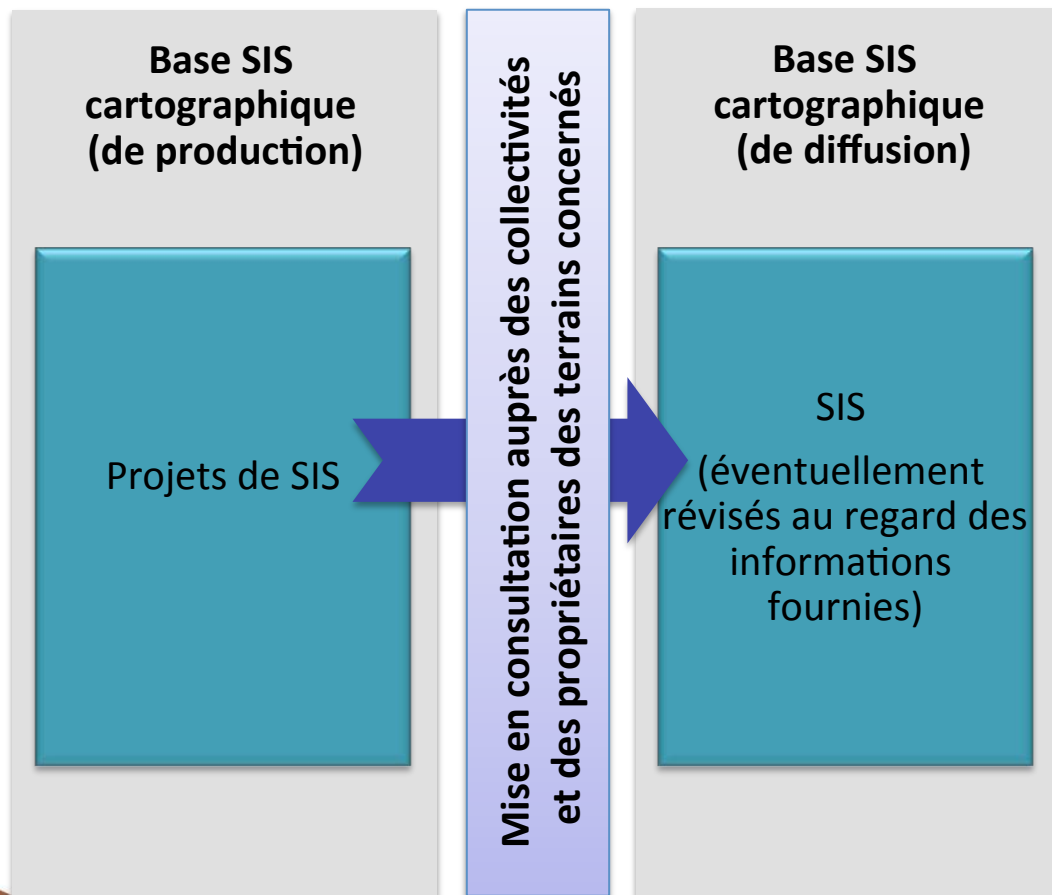 Base SIS
cartographique
(de production)
Projets de SIS
Mise en consultation auprès des collectivités
et des propriétaires des terrains concernés
Base SIS
cartographique
(de diffusion)
SIS
(éventuellement
révisés au regard des
informations
fournies)